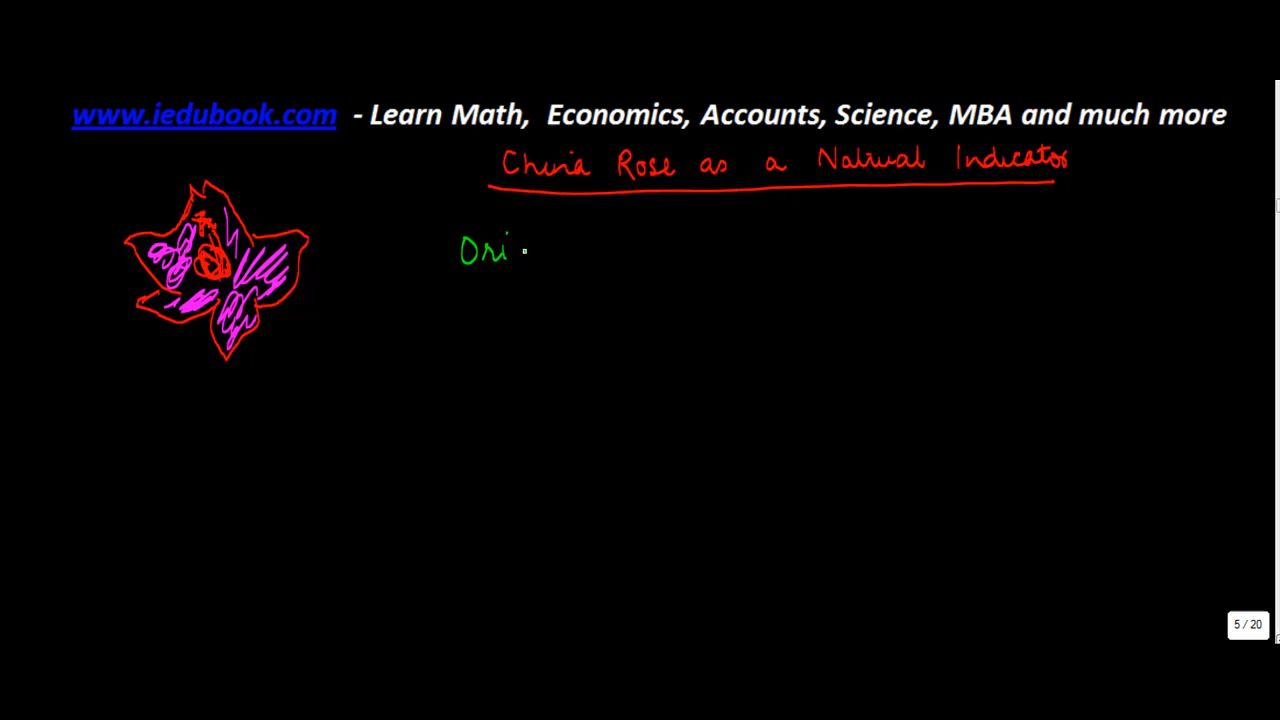 www.iedubook.com - Learn Math, Economics, Accounts, Science, MBA and much more
China Rose as a Natural Indicator
Ori
5 / 20